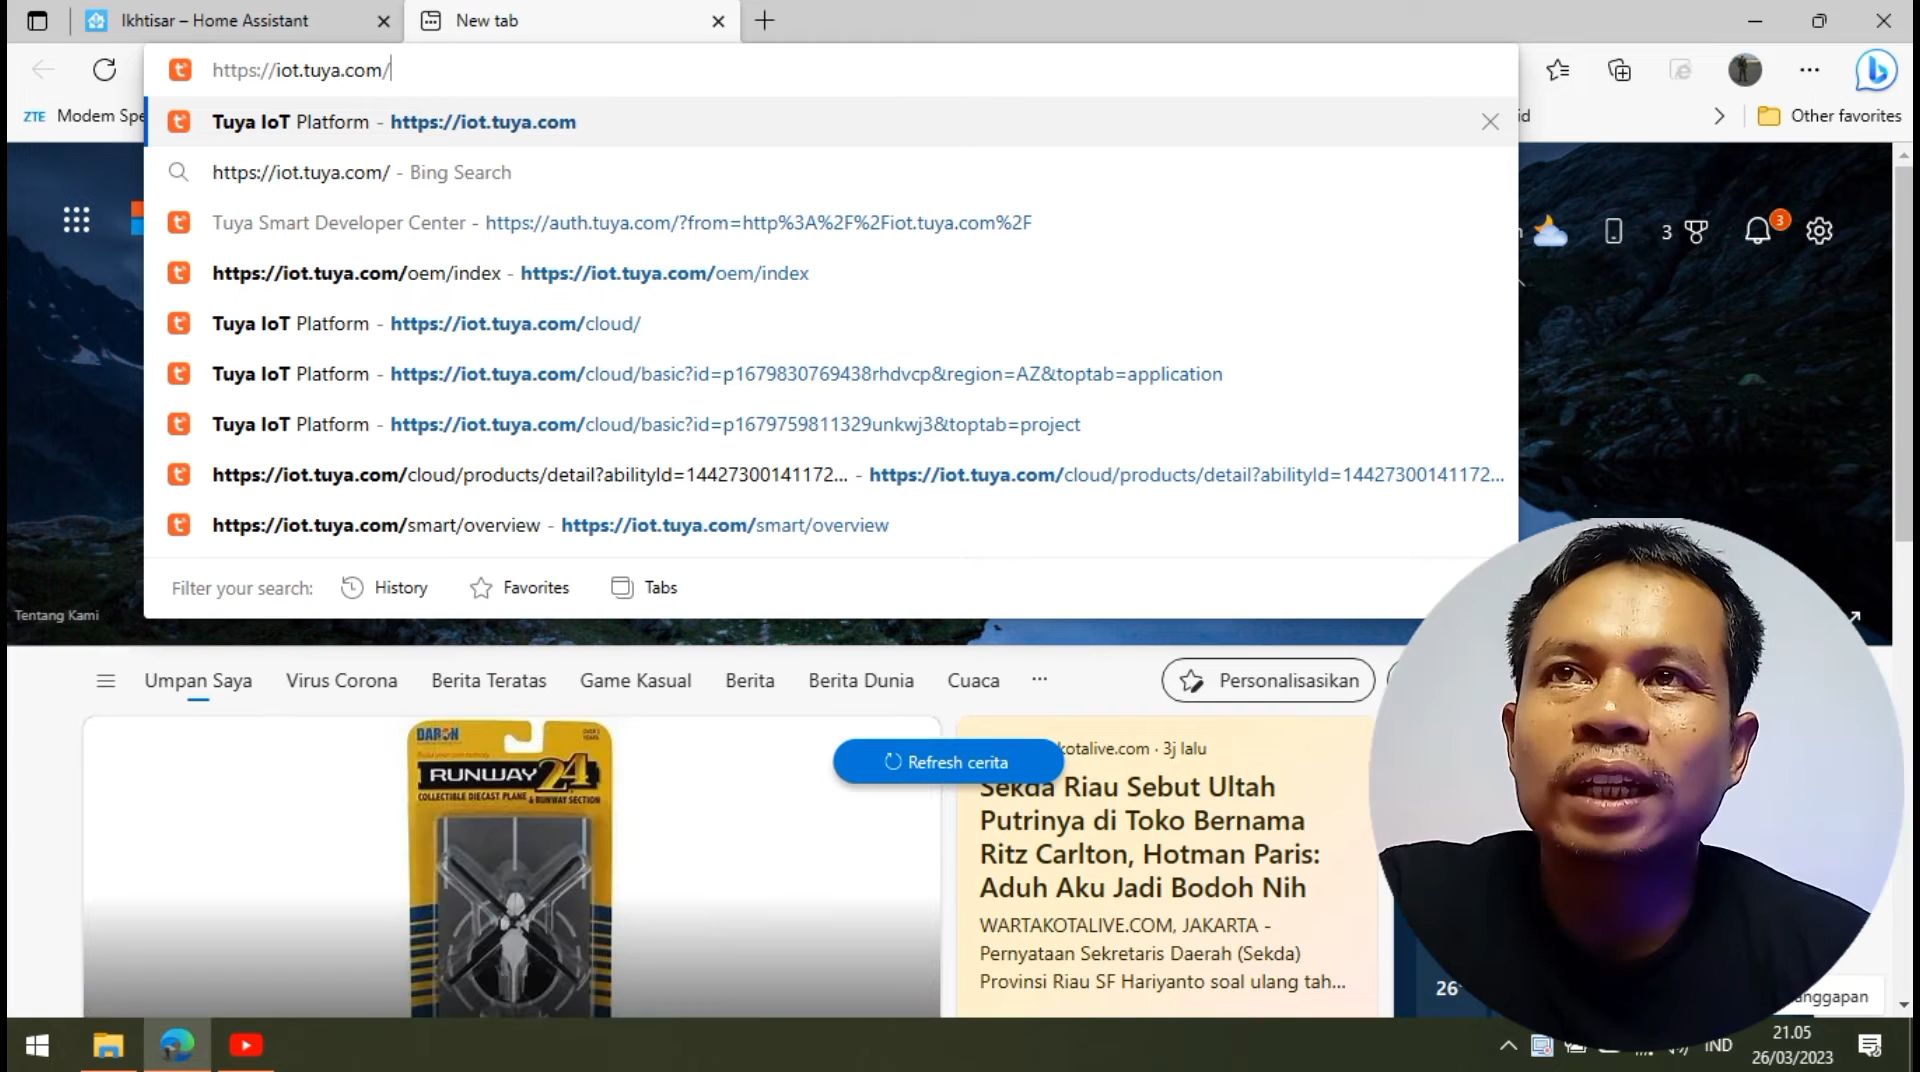 Ikhtisar – Home Assistant
New tab
https://iot.tuya.com/
ZTE Modem Spe
id
Other favorites
Tuya IoT Platform - https://iot.tuya.com
https://iot.tuya.com/ - Bing Search
Tuya Smart Developer Center - https://auth.tuya.com/?from=http%3A%2F%2Fiot.tuya.com%2F
3
3
https://iot.tuya.com/oem/index - https://iot.tuya.com/oem/index
Tuya IoT Platform - https://iot.tuya.com/cloud/
Tuya IoT Platform - https://iot.tuya.com/cloud/basic?id=p1679830769438rhdvcp&region=AZ&toptab=application
Tuya IoT Platform - https://iot.tuya.com/cloud/basic?id=p1679759811329unkwj3&toptab=project
https://iot.tuya.com/cloud/products/detail?abilityId=14427300141172... - https://iot.tuya.com/cloud/products/detail?abilityId=14427300141172...
https://iot.tuya.com/smart/overview - https://iot.tuya.com/smart/overview
Filter your search: History Favorites Tabs
Tentang Kami
Umpan Saya Virus Corona Berita Teratas Game Kasual Berita Berita Dunia Cuaca ... Personalisasikan
DARON
RUNWAY 24
COLLECTIBLE DIECAST PLANE & RUNWAY SECTION
Refresh cerita
kotalive.com · 3j lalu
Sekda Riau Sebut Ultah
Putrinya di Toko Bernama
Ritz Carlton, Hotman Paris:
Aduh Aku Jadi Bodoh Nih
WARTAKOTALIVE.COM, JAKARTA -
Pernyataan Sekretaris Daerah (Sekda)
Provinsi Riau SF Hariyanto soal ulang tah...
26°
anggapan
IND
21.05
26/03/2023